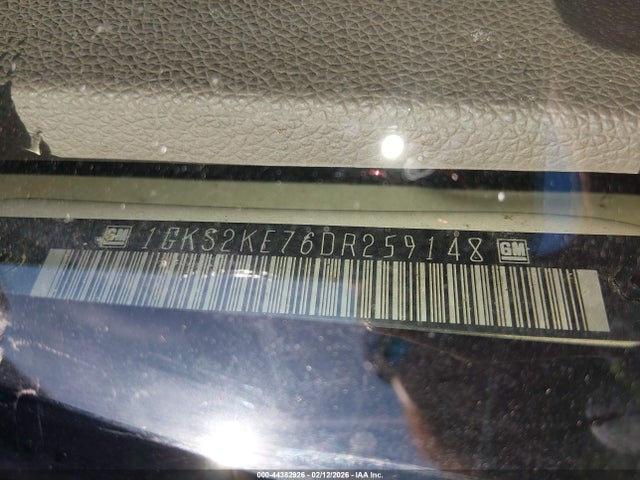 GM 1GKS2KE76DR259148 GM
000-44382926 - 02/12/2026 - IAA Inc.